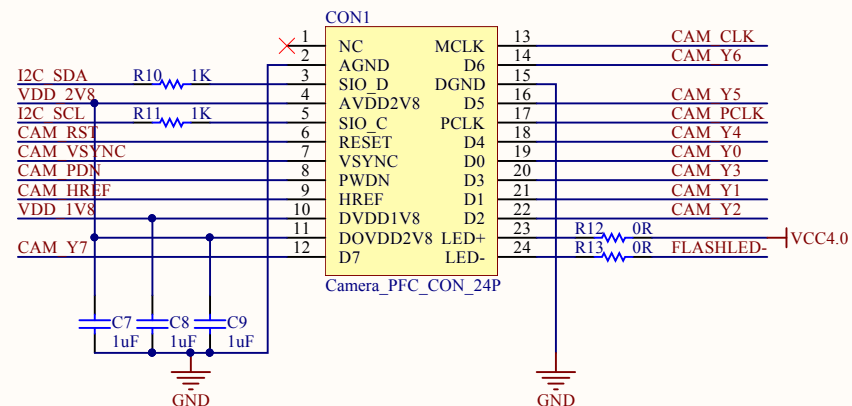 CON1
1 NC MCLK 13 CAM_CLK
2 AGND D6 14 CAM_Y6
I2C_SDA R10 1K 3 SIO_D DGND 15
VDD_2V8 4 AVDD2V8 D5 16 CAM_Y5
I2C_SCL R11 1K 5 SIO_C PCLK 17 CAM_PCLK
CAM_RST 6 RESET D4 18 CAM_Y4
CAM_VSYNC 7 VSYNC D0 19 CAM_Y0
CAM_PDN 8 PWDN D3 20 CAM_Y3
CAM_HREF 9 HREF D1 21 CAM_Y1
VDD_1V8 10 DVDD1V8 D2 22 CAM_Y2
11 DOVDD2V8 LED+ 23 R12 0R VCC4.0
CAM_Y7 12 D7 LED- 24 R13 0R FLASHLED-
Camera_PFC_CON_24P
C7 C8 C9
1uF 1uF 1uF
GND GND